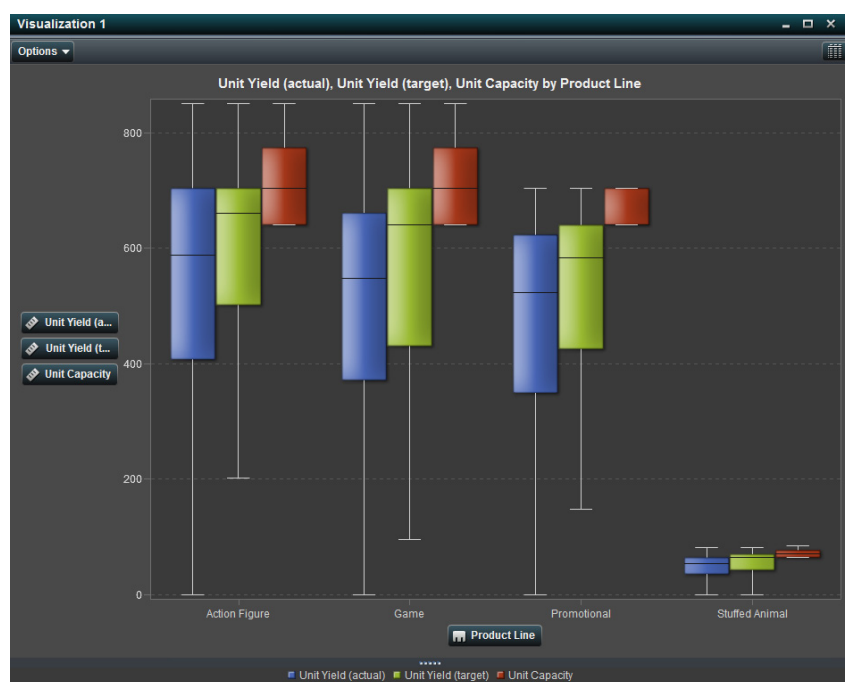 Visualization 1
Options
Unit Yield (actual), Unit Yield (target), Unit Capacity by Product Line
800
600
400
200
0
Unit Yield (a...
Unit Yield (t...
Unit Capacity
Action Figure
Game
Promotional
Stuffed Animal
Product Line
Unit Yield (actual) Unit Yield (target) Unit Capacity